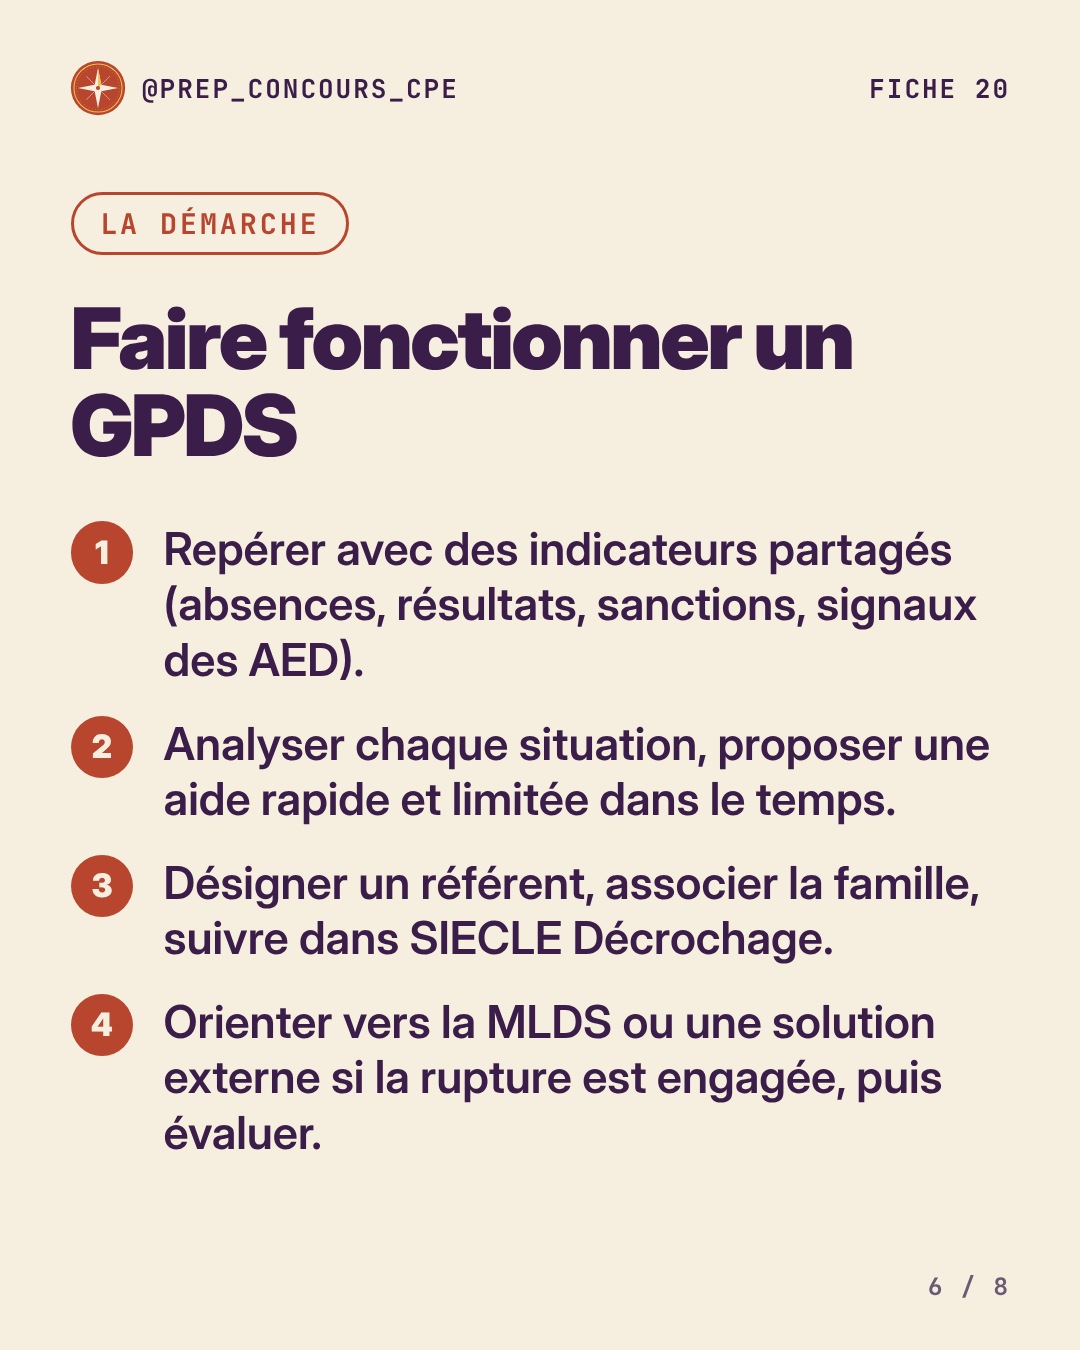 @PREP_CONCOURS_CPE
FICHE 20
LA DÉMARCHE
Faire fonctionner un
GPDS
1 Repérer avec des indicateurs partagés
(absences, résultats, sanctions, signaux
des AED).
2 Analyser chaque situation, proposer une
aide rapide et limitée dans le temps.
3 Désigner un référent, associer la famille,
suivre dans SIECLE Décrochage.
4 Orienter vers la MLDS ou une solution
externe si la rupture est engagée, puis
évaluer.
6 / 8